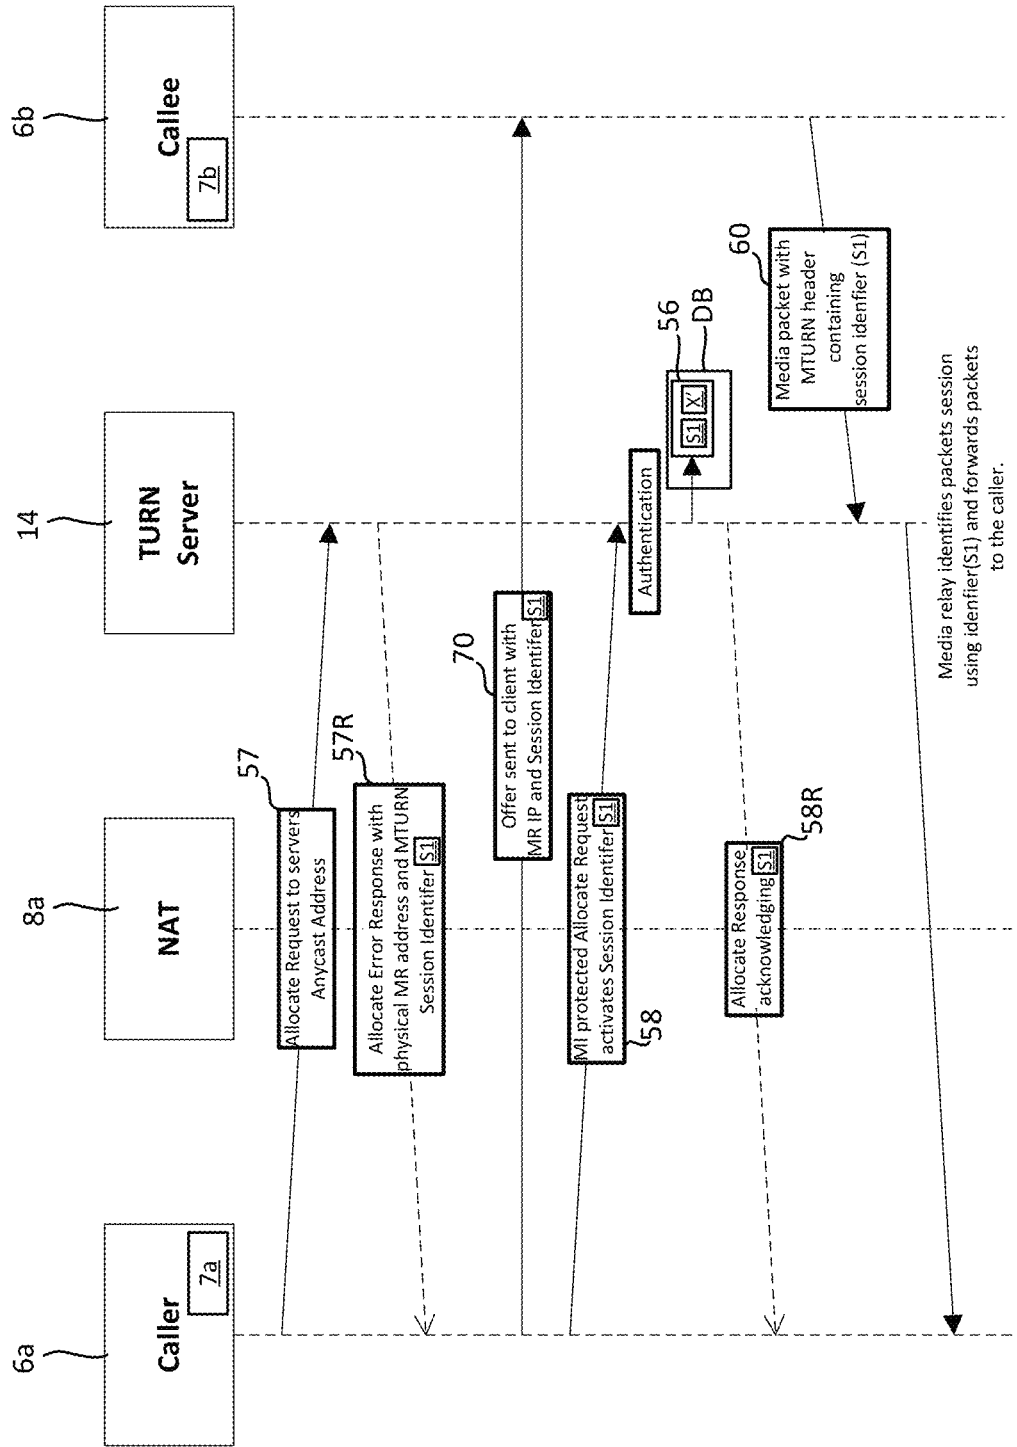 6a
Caller
7a
8a
NAT
14
TURN
Server
6b
Callee
7b
57
Allocate Request to servers
Anycast Address
57R
Allocate Error Response with
physical MR address and MTURN
Session Identifer S1
70
Offer sent to client with
MR IP and Session Identifer S1
MI protected Allocate Request
activates Session Identifer S1
58
Authentication
56
DB
S1 X'
Allocate Response
acknowledging S1
58R
60
Media packet with
MTURN header
containing
session idenfier (S1)
Media relay identifies packets session
using idenfier(S1) and forwards packets
to the caller.